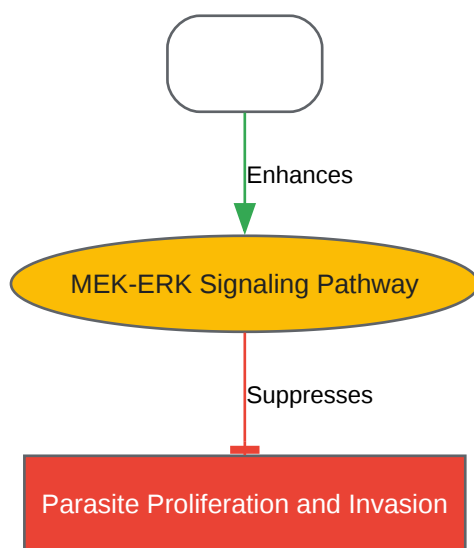 Enhances
MEK-ERK Signaling Pathway
Suppresses
Parasite Proliferation and Invasion